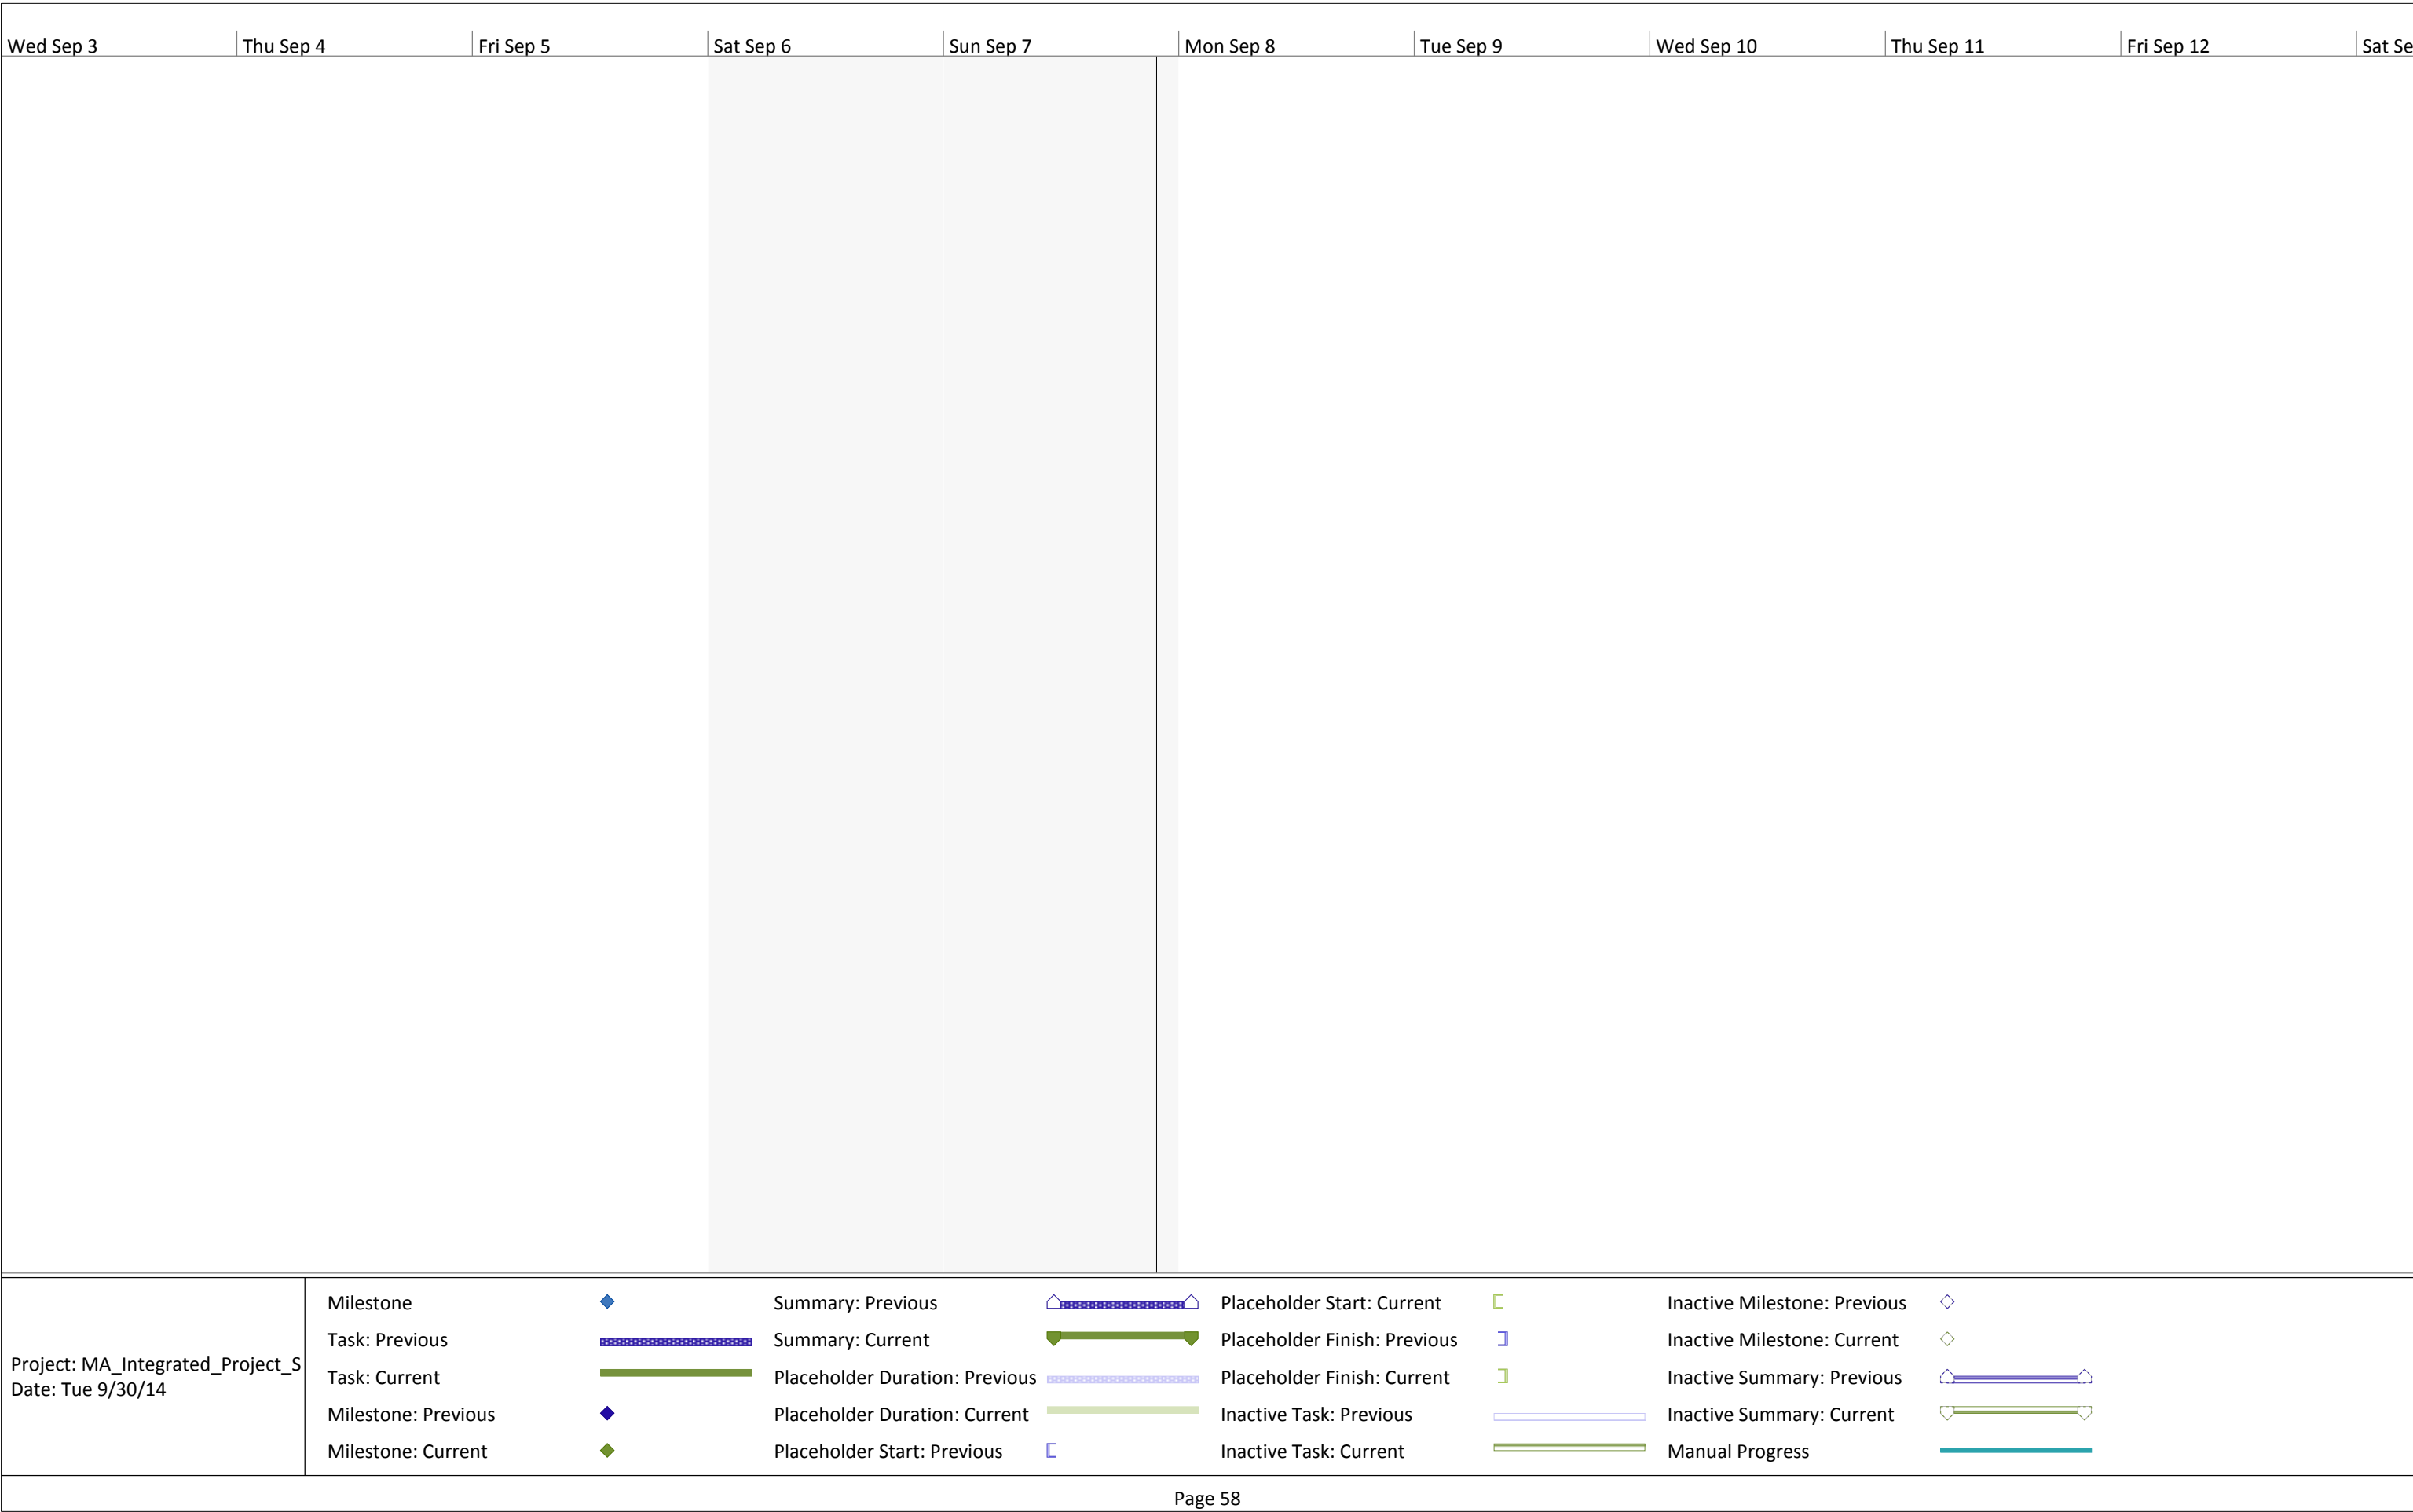 Wed Sep 3 Thu Sep 4 Fri Sep 5 Sat Sep 6 Sun Sep 7 Mon Sep 8 Tue Sep 9 Wed Sep 10 Thu Sep 11 Fri Sep 12 Sat Se
Project: MA_Integrated_Project_S
Date: Tue 9/30/14
Milestone
Task: Previous
Task: Current
Milestone: Previous
Milestone: Current
Summary: Previous
Summary: Current
Placeholder Duration: Previous
Placeholder Duration: Current
Placeholder Start: Previous
Placeholder Start: Current
Placeholder Finish: Previous
Placeholder Finish: Current
Inactive Task: Previous
Inactive Task: Current
Inactive Milestone: Previous
Inactive Milestone: Current
Inactive Summary: Previous
Inactive Summary: Current
Manual Progress
Page 58